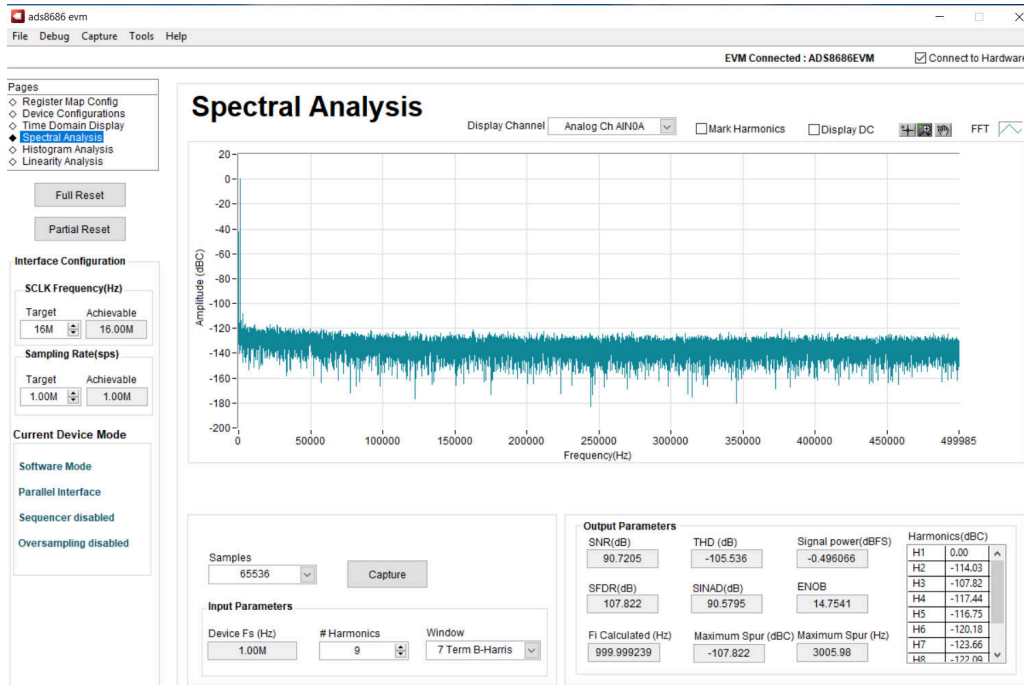 ads8686 evm
File Debug Capture Tools Help
EVM Connected : ADS8686EVM
Connect to Hardware
Pages
Register Map Config
Device Configurations
Time Domain Display
Spectral Analysis
Histogram Analysis
Linearity Analysis
Full Reset
Partial Reset
Interface Configuration
SCLK Frequency(Hz)
Target Achievable
16M 16.00M
Sampling Rate(sps)
Target Achievable
1.00M 1.00M
Current Device Mode
Software Mode
Parallel Interface
Sequencer disabled
Oversampling disabled
Spectral Analysis
Display Channel Analog Ch AIN0A Mark Harmonics Display DC FFT
Amplitude (dBC)
20
0
-20
-40
-60
-80
-100
-120
-140
-160
-180
-200
0 50000 100000 150000 200000 250000 300000 350000 400000 450000 499985
Frequency(Hz)
Samples
65536
Capture
Input Parameters
Device Fs (Hz) # Harmonics Window
1.00M 9 7 Term B-Harris
Output Parameters
SNR(dB) THD (dB) Signal power(dBFS)
90.7205 -105.536 -0.496066
SFDR(dB) SINAD(dB) ENOB
107.822 90.5795 14.7541
Fi Calculated (Hz) Maximum Spur (dBC) Maximum Spur (Hz)
999.999239 -107.822 3005.98
Harmonics(dBC)
H1 0.00
H2 -114.03
H3 -107.82
H4 -117.44
H5 -116.75
H6 -120.18
H7 -123.66
H8 -122.09